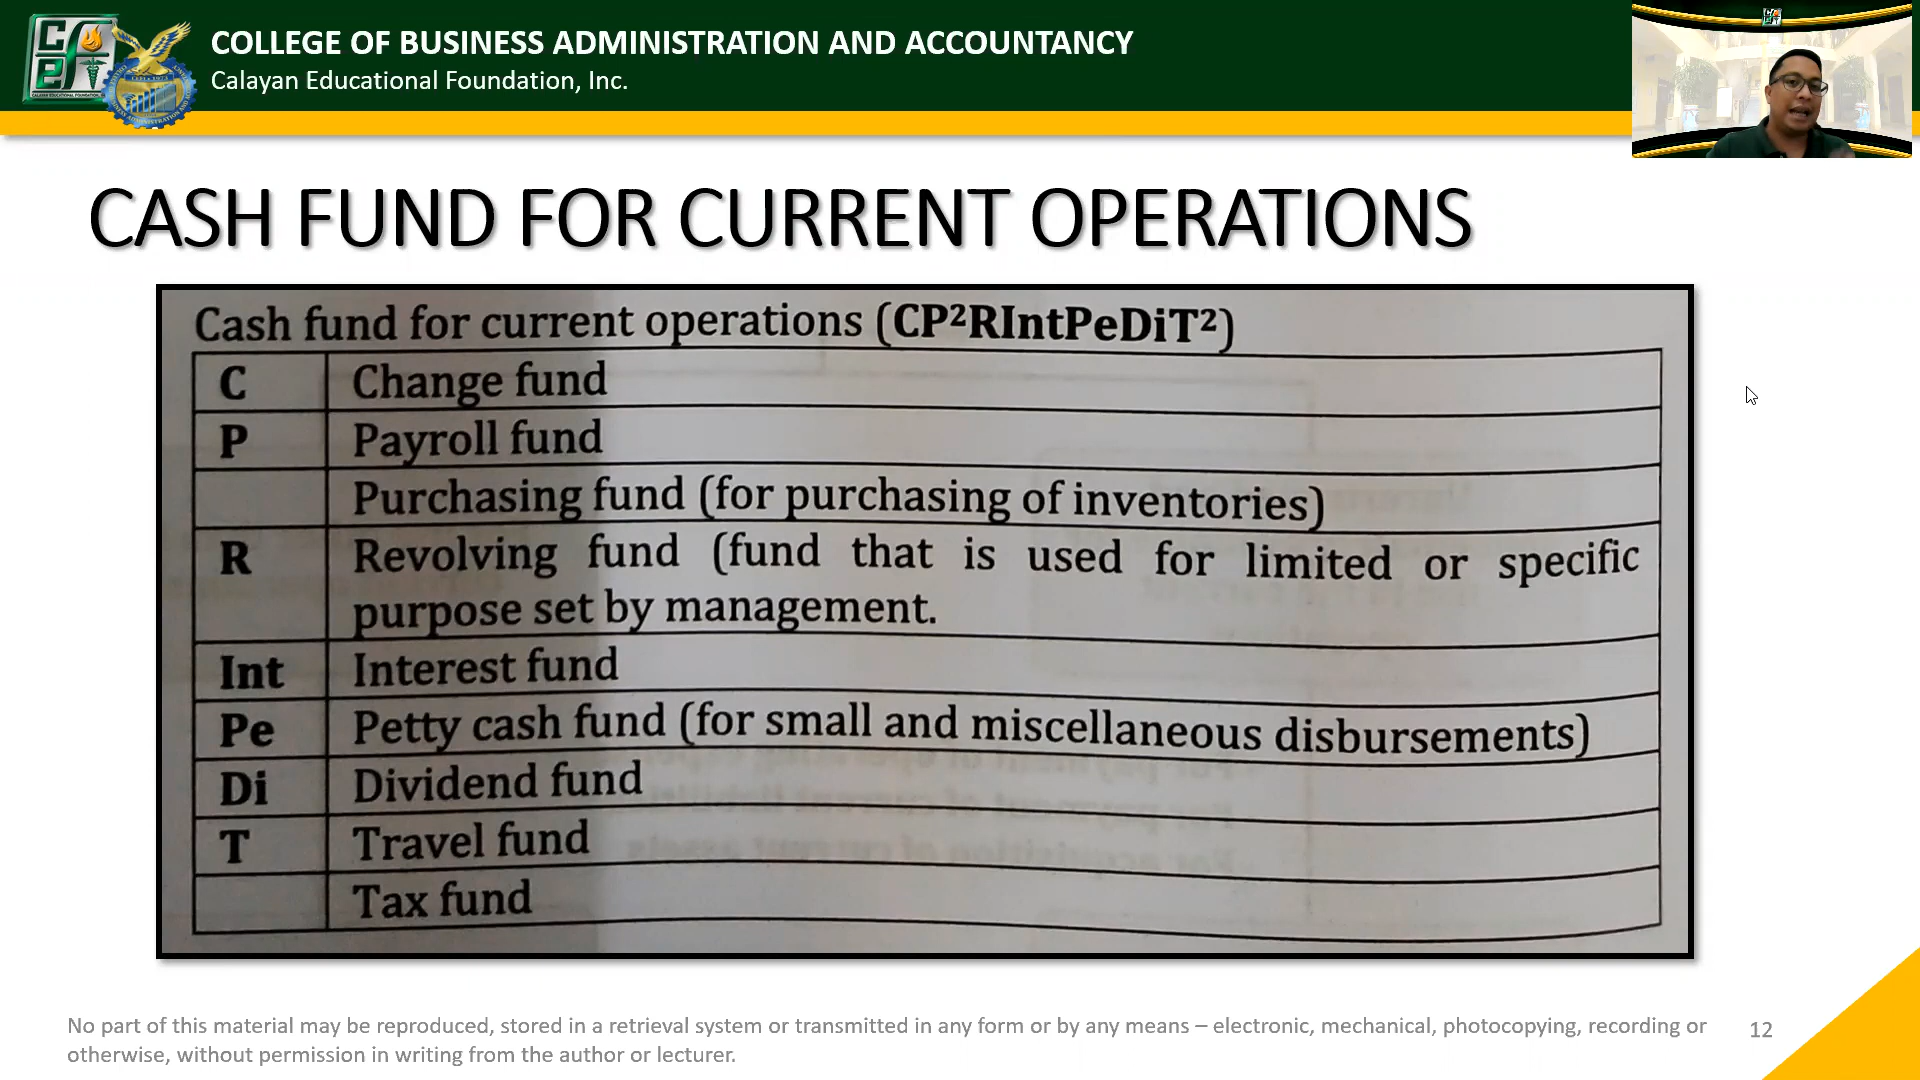 COLLEGE OF BUSINESS ADMINISTRATION AND ACCOUNTANCY
Calayan Educational Foundation, Inc.
CASH FUND FOR CURRENT OPERATIONS
Cash fund for current operations (CP²RIntPeDiT²)
C Change fund
P Payroll fund
Purchasing fund (for purchasing of inventories)
R Revolving fund (fund that is used for limited or specific
purpose set by management.
Int Interest fund
Pe Petty cash fund (for small and miscellaneous disbursements)
Di Dividend fund
T Travel fund
Tax fund
No part of this material may be reproduced, stored in a retrieval system or transmitted in any form or by any means – electronic, mechanical, photocopying, recording or
otherwise, without permission in writing from the author or lecturer.
12